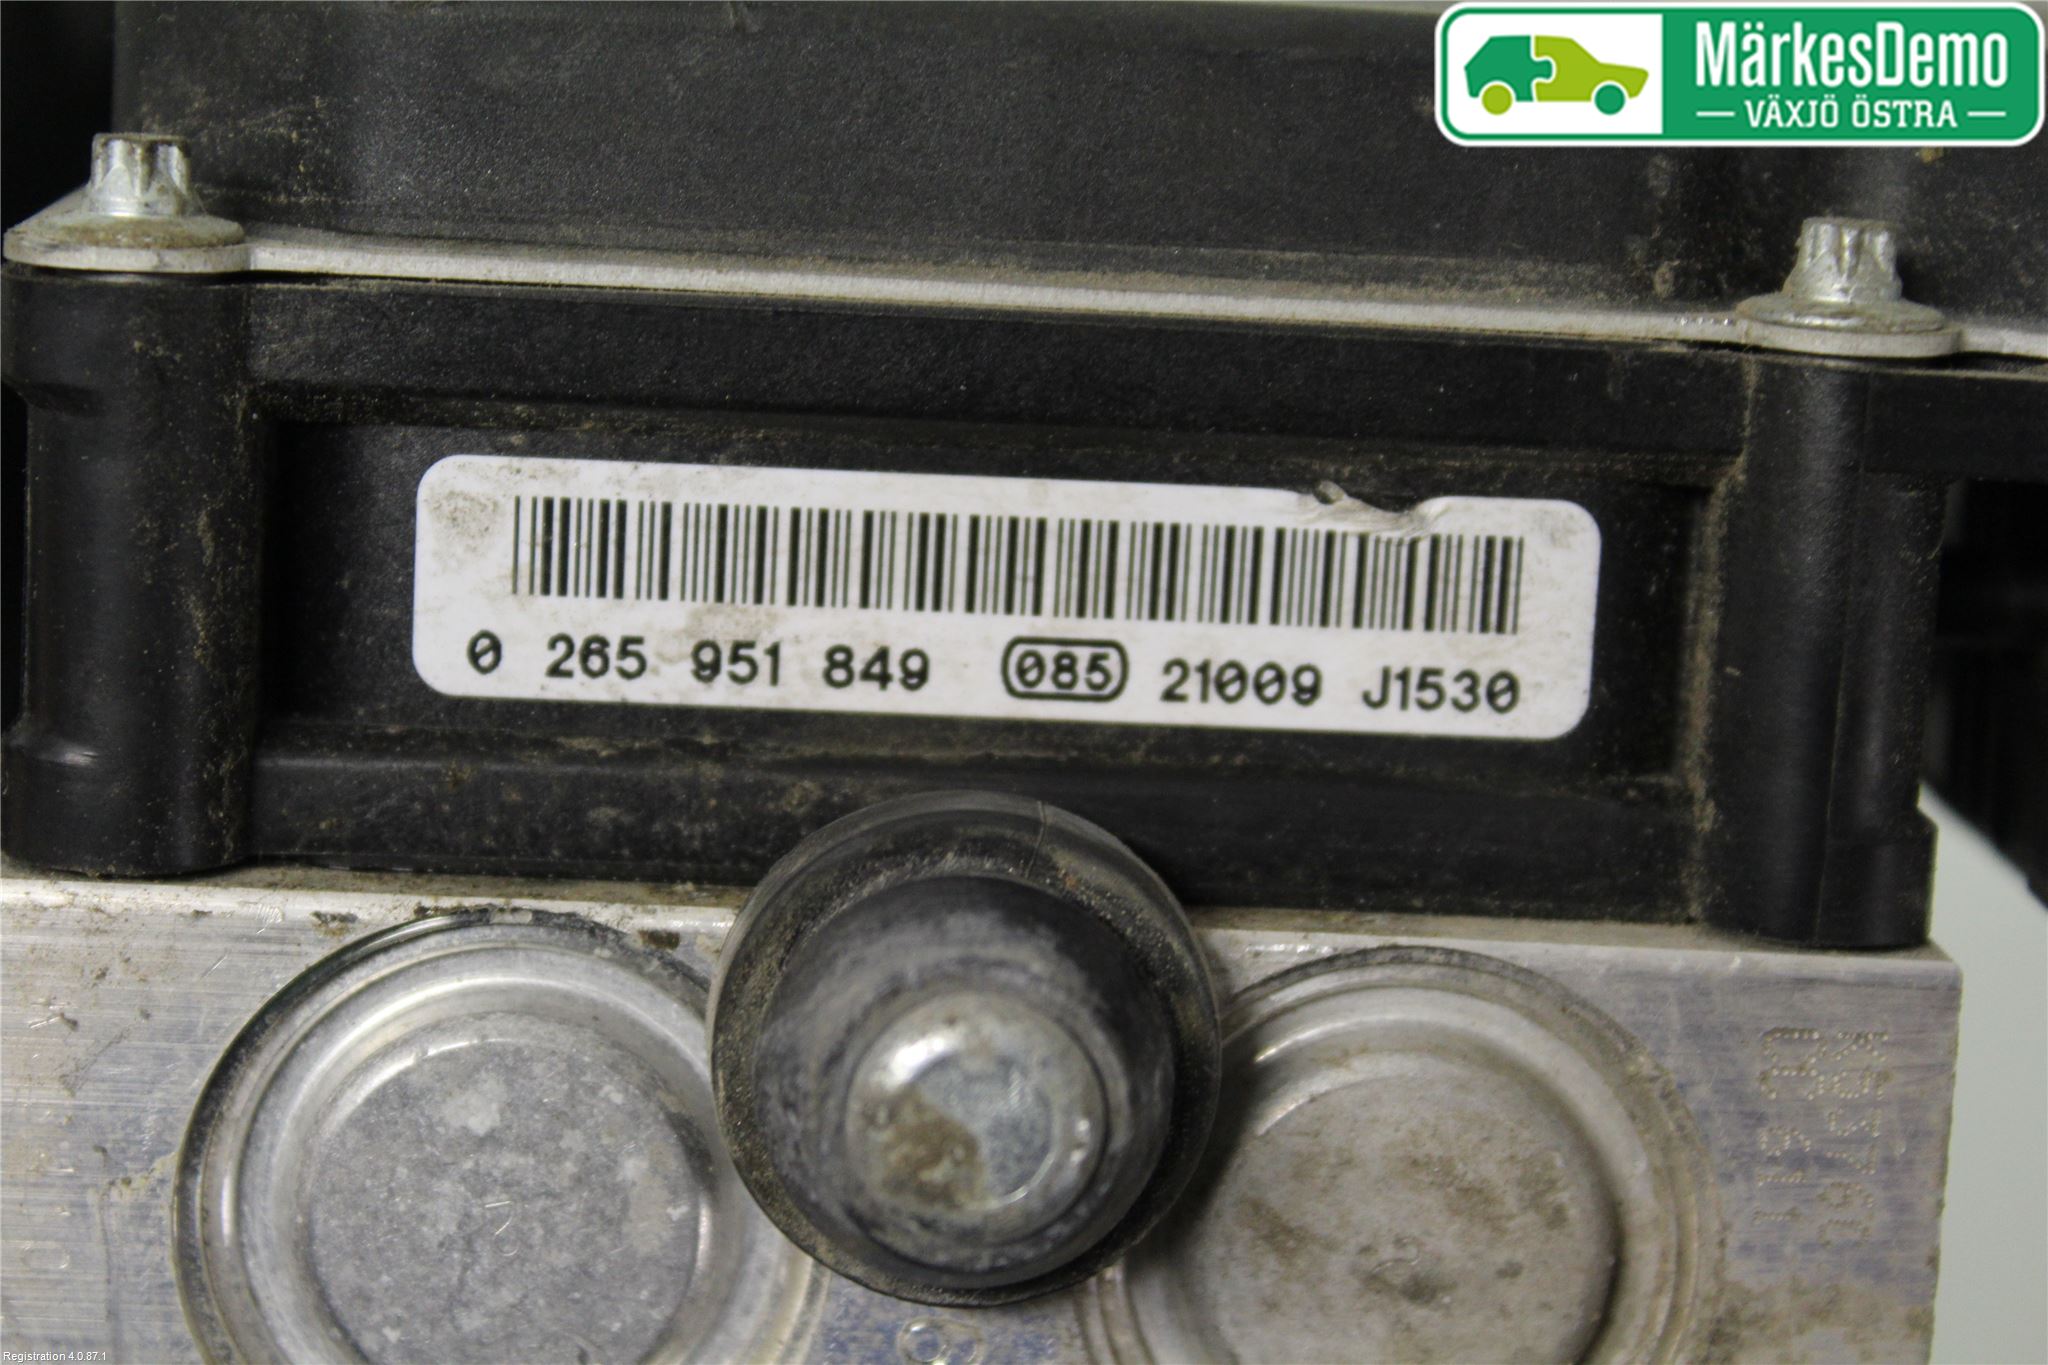 MärkesDemo
VÄXJÖ ÖSTRA
0 265 951 849 085 21009 J1530
Registration 4.0.87.1